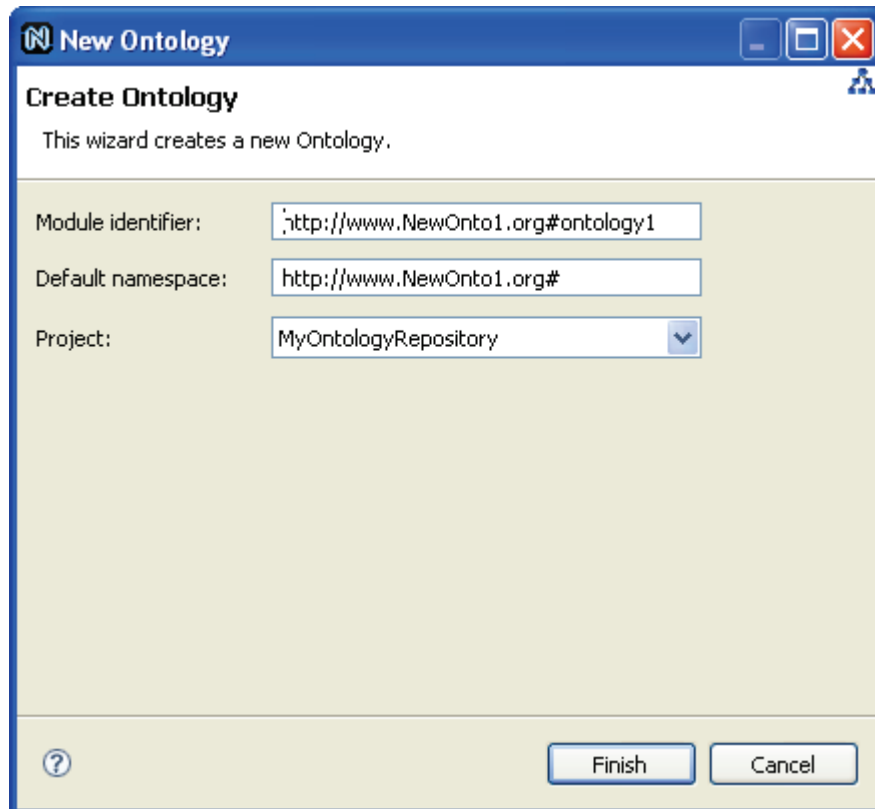 New Ontology
Create Ontology
This wizard creates a new Ontology.
Module identifier: http://www.NewOnto1.org#ontology1
Default namespace: http://www.NewOnto1.org#
Project: MyOntologyRepository
Finish Cancel